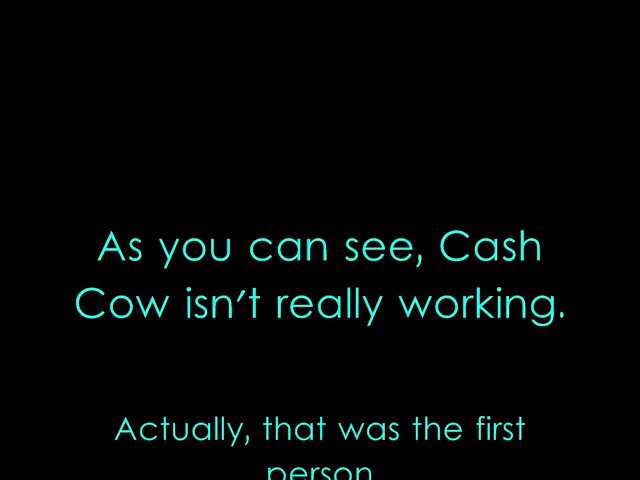 As you can see, Cash
Cow isn't really working.
Actually, that was the first
person